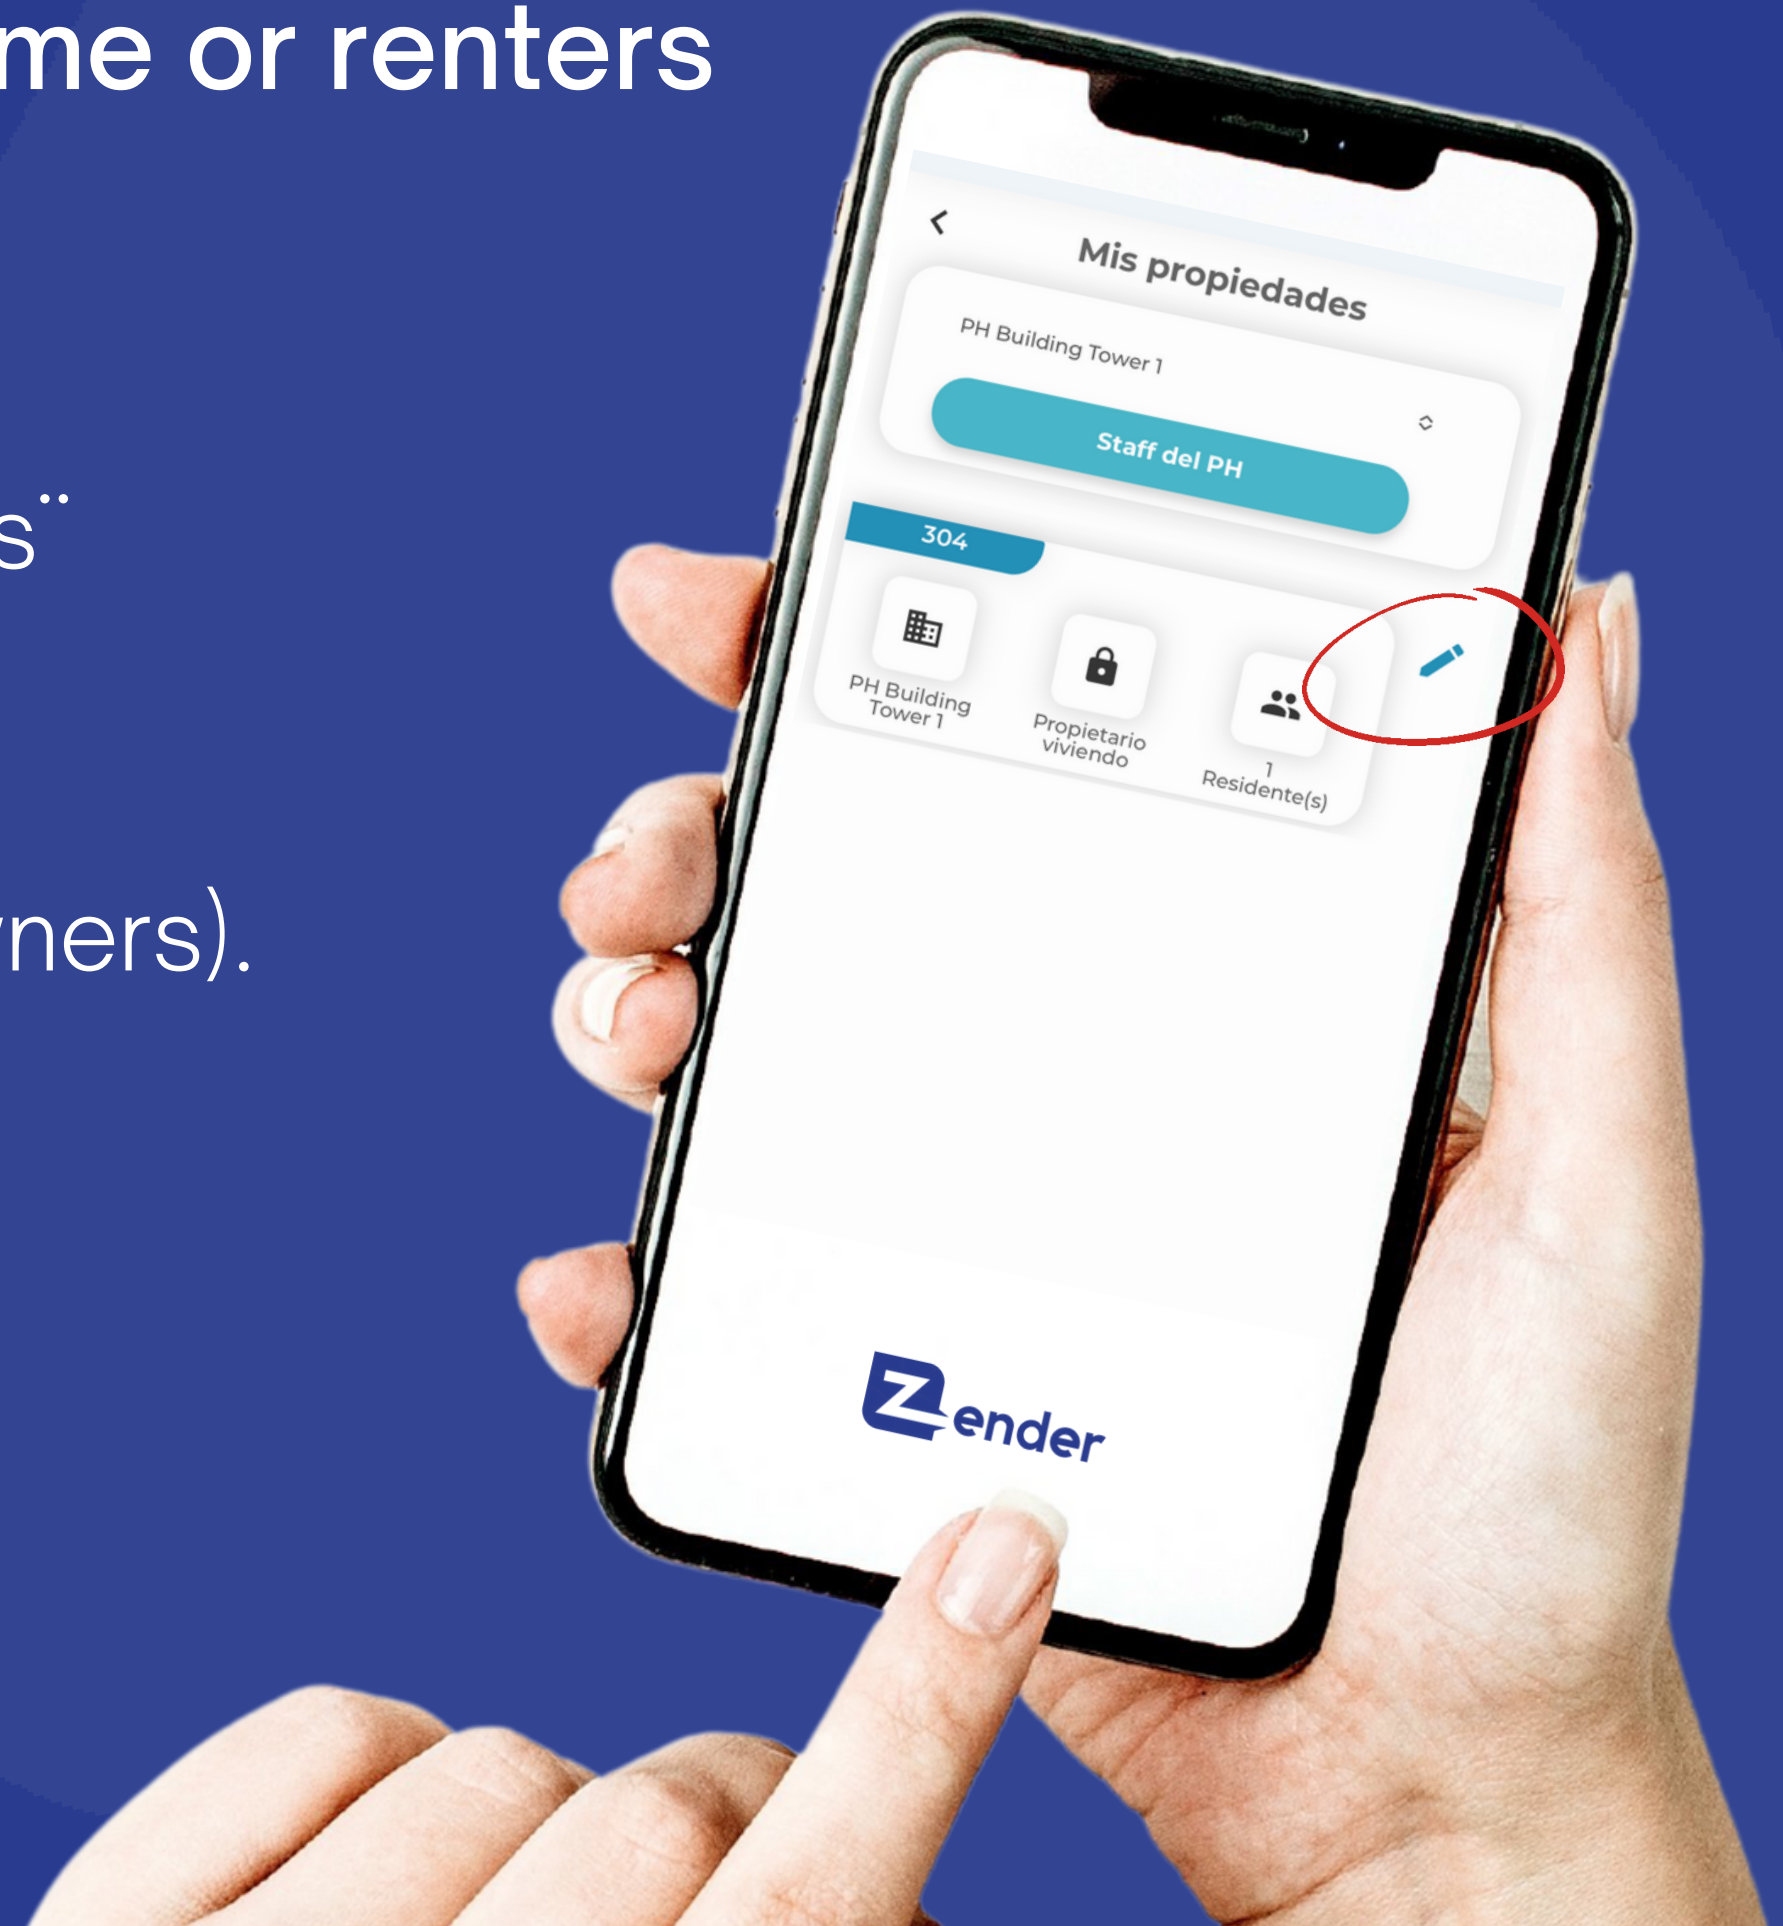 me or renters
s¨
ners).
Mis propiedades
PH Building Tower 1
Staff del PH
304
PH Building
Tower 1
Propietario
viviendo
1
Residente(s)
Zender